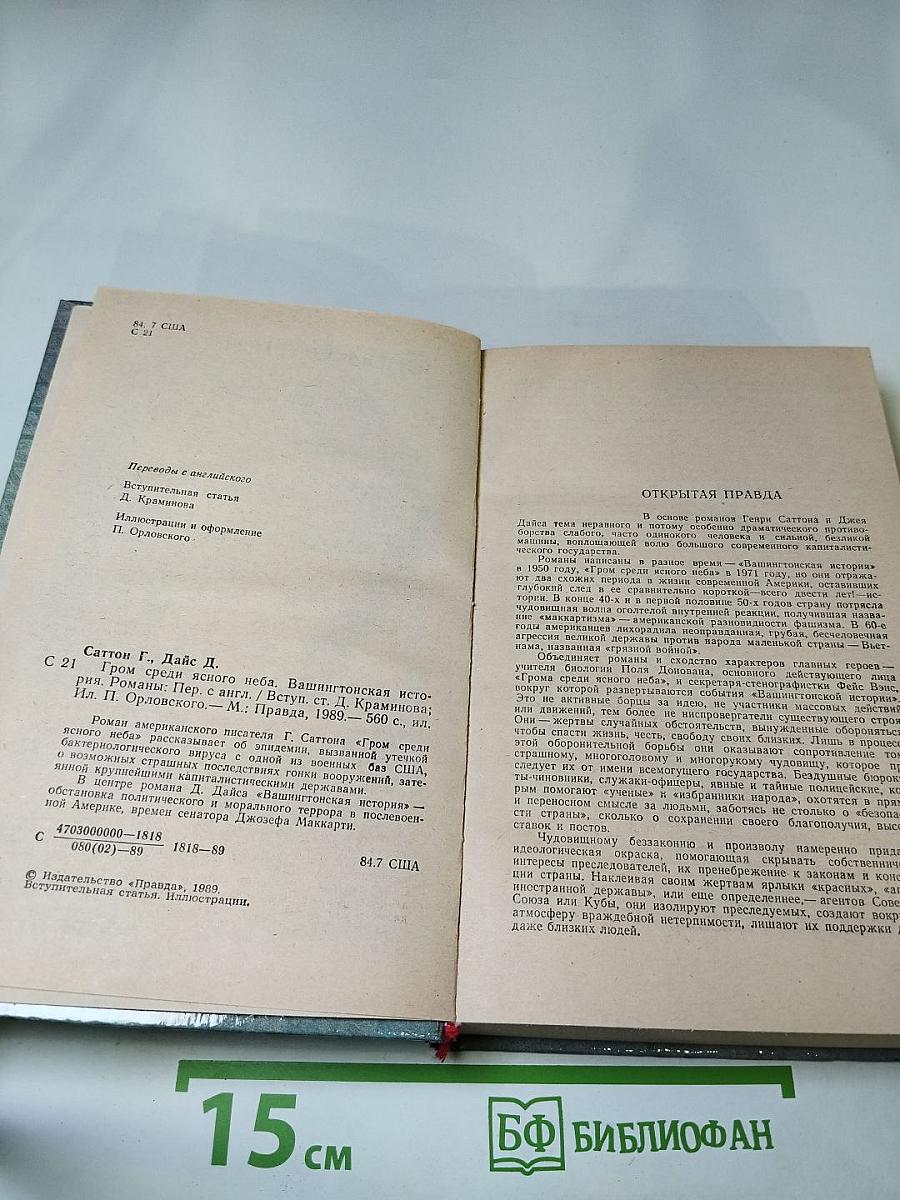 84. 7 США
С 21
Переводы с английского
Вступительная статья
Д. Краминова
Иллюстрации и оформление
П. Орловского
Саттон Г., Дайс Д.
С 21 Гром среди ясного неба. Вашингтонская исто-
рия. Романы: Пер. с англ. / Вступ. ст. Д. Краминова;
Ил. П. Орловского.— М.: Правда, 1989.— 560 с., ил.
Роман американского писателя Г. Саттона «Гром среди
ясного неба» рассказывает об эпидемии, вызванной утечкой
бактериологического вируса с одной из военных баз США,
о возможных страшных последствиях гонки вооружений, зате-
янной крупнейшими капиталистическими державами.
В центре романа Д. Дайса «Вашингтонская история» —
обстановка политического и морального террора в послевоен-
ной Америке, времен сенатора Джозефа Маккарти.
С 4703000000—1818
080(02)—89 1818—89
84.7 США
© Издательство «Правда», 1989.
Вступительная статья. Иллюстрации.
ОТКРЫТАЯ ПРАВДА
В основе романов Генри Саттона и Джея
Дайса тема неравного и потому особенно драматического противо-
борства слабого, часто одинокого человека и сильной, безликой
машины, воплощающей волю большого современного капиталисти-
ческого государства.
Романы написаны в разное время — «Вашингтонская история»
в 1950 году, «Гром среди ясного неба» в 1971 году, но они отража-
ют два схожих периода в жизни современной Америки, оставивших
глубокий след в ее сравнительно короткой—всего двести лет!—ис-
тории. В конце 40-х и в первой половине 50-х годов страну потрясла
чудовищная волна оголтелой внутренней реакции, получившая назва-
ние «маккартизма» — американской разновидности фашизма. В 60-е
годы американцев лихорадила неоправданная, грубая, бесчеловечная
агрессия великой державы против народа маленькой страны — Вьет-
нама, названная «грязной войной».
Объединяет романы и сходство характеров главных героев —
учителя биологии Поля Донована, основного действующего лица
«Грома среди ясного неба», и секретаря-стенографистки Фейс Вэнс,
вокруг которой развертываются события «Вашингтонской истории».
Это не активные борцы за идею, не участники массовых действий
или движений, тем более не ниспровергатели существующего строя.
Они — жертвы случайных обстоятельств, вынужденные обороняться,
чтобы спасти жизнь, честь, свободу своих близких. Лишь в процессе
этой оборонительной борьбы они оказывают сопротивление том
страшному, многоголовому и многорукому чудовищу, которое пр
следует их от имени всемогущего государства. Бездушные бюрок
ты-чиновники, служаки-офицеры, явные и тайные полицейские, ко
рым помогают «ученые» и «избранники народа», охотятся в прям
и переносном смысле за людьми, заботясь не столько о «безопа
сти страны», сколько о сохранении своего благополучия, высо
ставок и постов.
Чудовищному беззаконию и произволу намеренно прида
идеологическая окраска, помогающая скрывать собственнич
интересы преследователей, их пренебрежение к законам и конс
ции страны. Наклеивая своим жертвам ярлыки «красных», «аг
иностранной державы», или еще определеннее,— агентов Сове
Союза или Кубы, они изолируют преследуемых, создают вокр
атмосферу враждебной нетерпимости, лишают их поддержки д
даже близких людей.
15 см
БФ БИБЛИОФАН